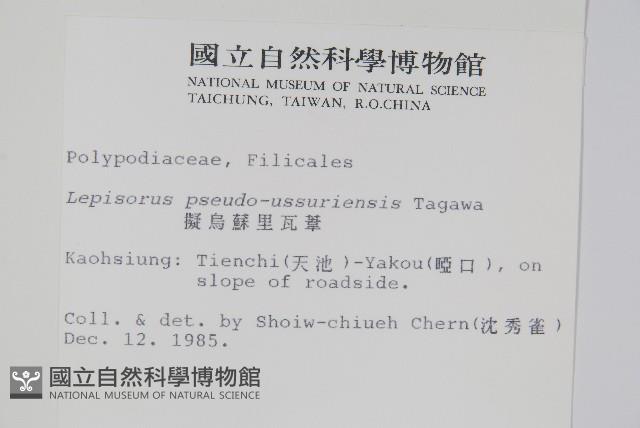 國立自然科學博物館
NATIONAL MUSEUM OF NATURAL SCIENCE
TAICHUNG, TAIWAN, R.O.CHINA
Polypodiaceae, Filicales
Lepisorus pseudo-ussuriensis Tagawa
擬烏蘇里瓦葦
Kaohsiung: Tienchi(天池)-Yakou(啞口), on
slope of roadside.
Coll. & det. by Shoiw-chiueh Chern(沈秀雀)
Dec. 12. 1985.
國立自然科學博物館
NATIONAL MUSEUM OF NATURAL SCIENCE